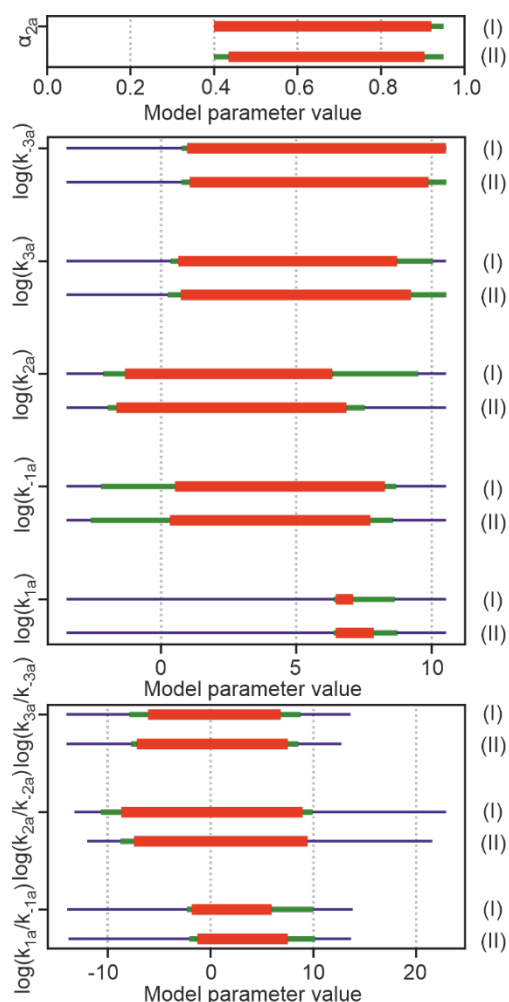 α2a
(I)
(II)
0.0 0.2 0.4 0.6 0.8 1.0
Model parameter value
log(k-3a)
(I)
(II)
log(k3a)
(I)
(II)
log(k2a)
(I)
(II)
log(k-1a)
(I)
(II)
log(k1a)
(I)
(II)
0 5 10
Model parameter value
log(k3a/k-3a)
(I)
(II)
log(k2a/k-2a)
(I)
(II)
log(k1a/k-1a)
(I)
(II)
-10 0 10 20
Model parameter value